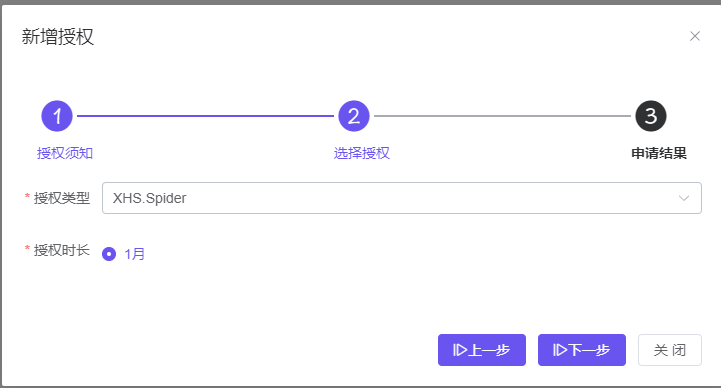 新增授权
1 2 3
授权须知 选择授权 申请结果
* 授权类型 XHS.Spider
* 授权时长 1月
上一步 下一步 关 闭